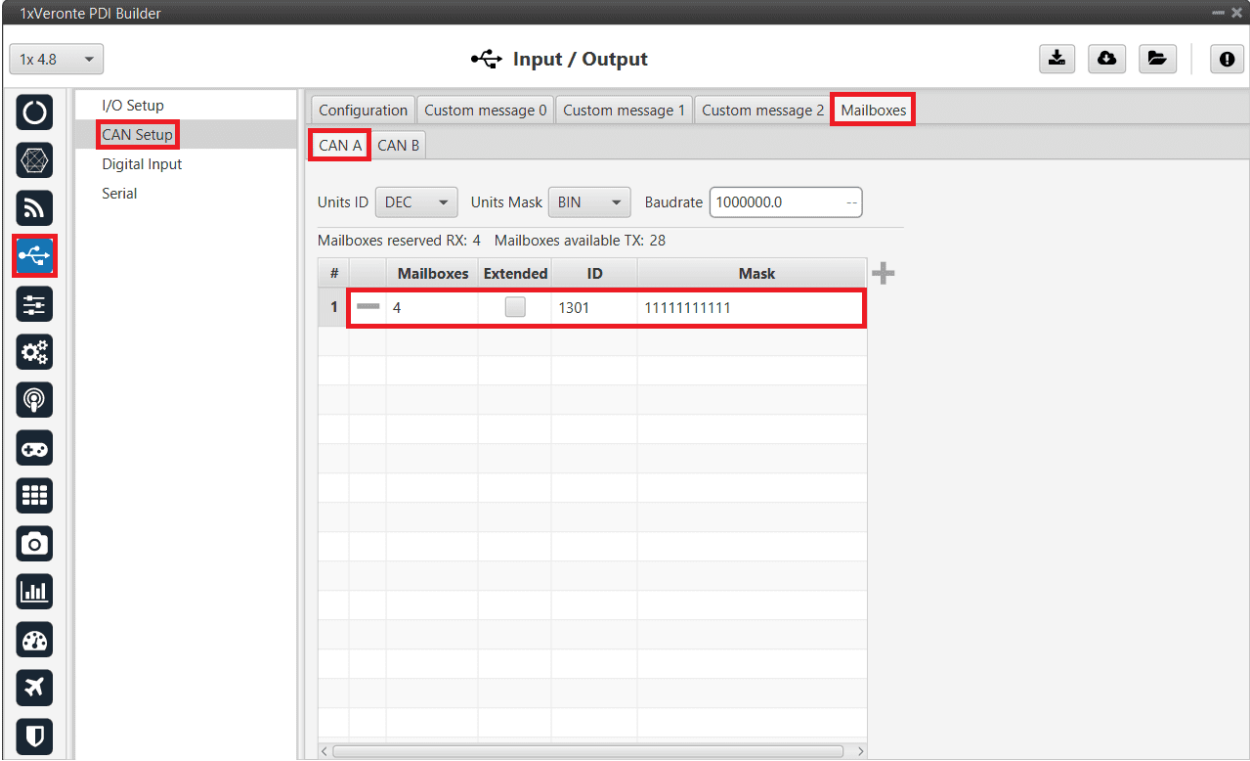 1xVeronte PDI Builder
1x 4.8
Input / Output
I/O Setup
CAN Setup
Digital Input
Serial
Configuration Custom message 0 Custom message 1 Custom message 2 Mailboxes
CAN A CAN B
Units ID DEC Units Mask BIN Baudrate 1000000.0 --
Mailboxes reserved RX: 4 Mailboxes available TX: 28
# Mailboxes Extended ID Mask
1 4 1301 11111111111